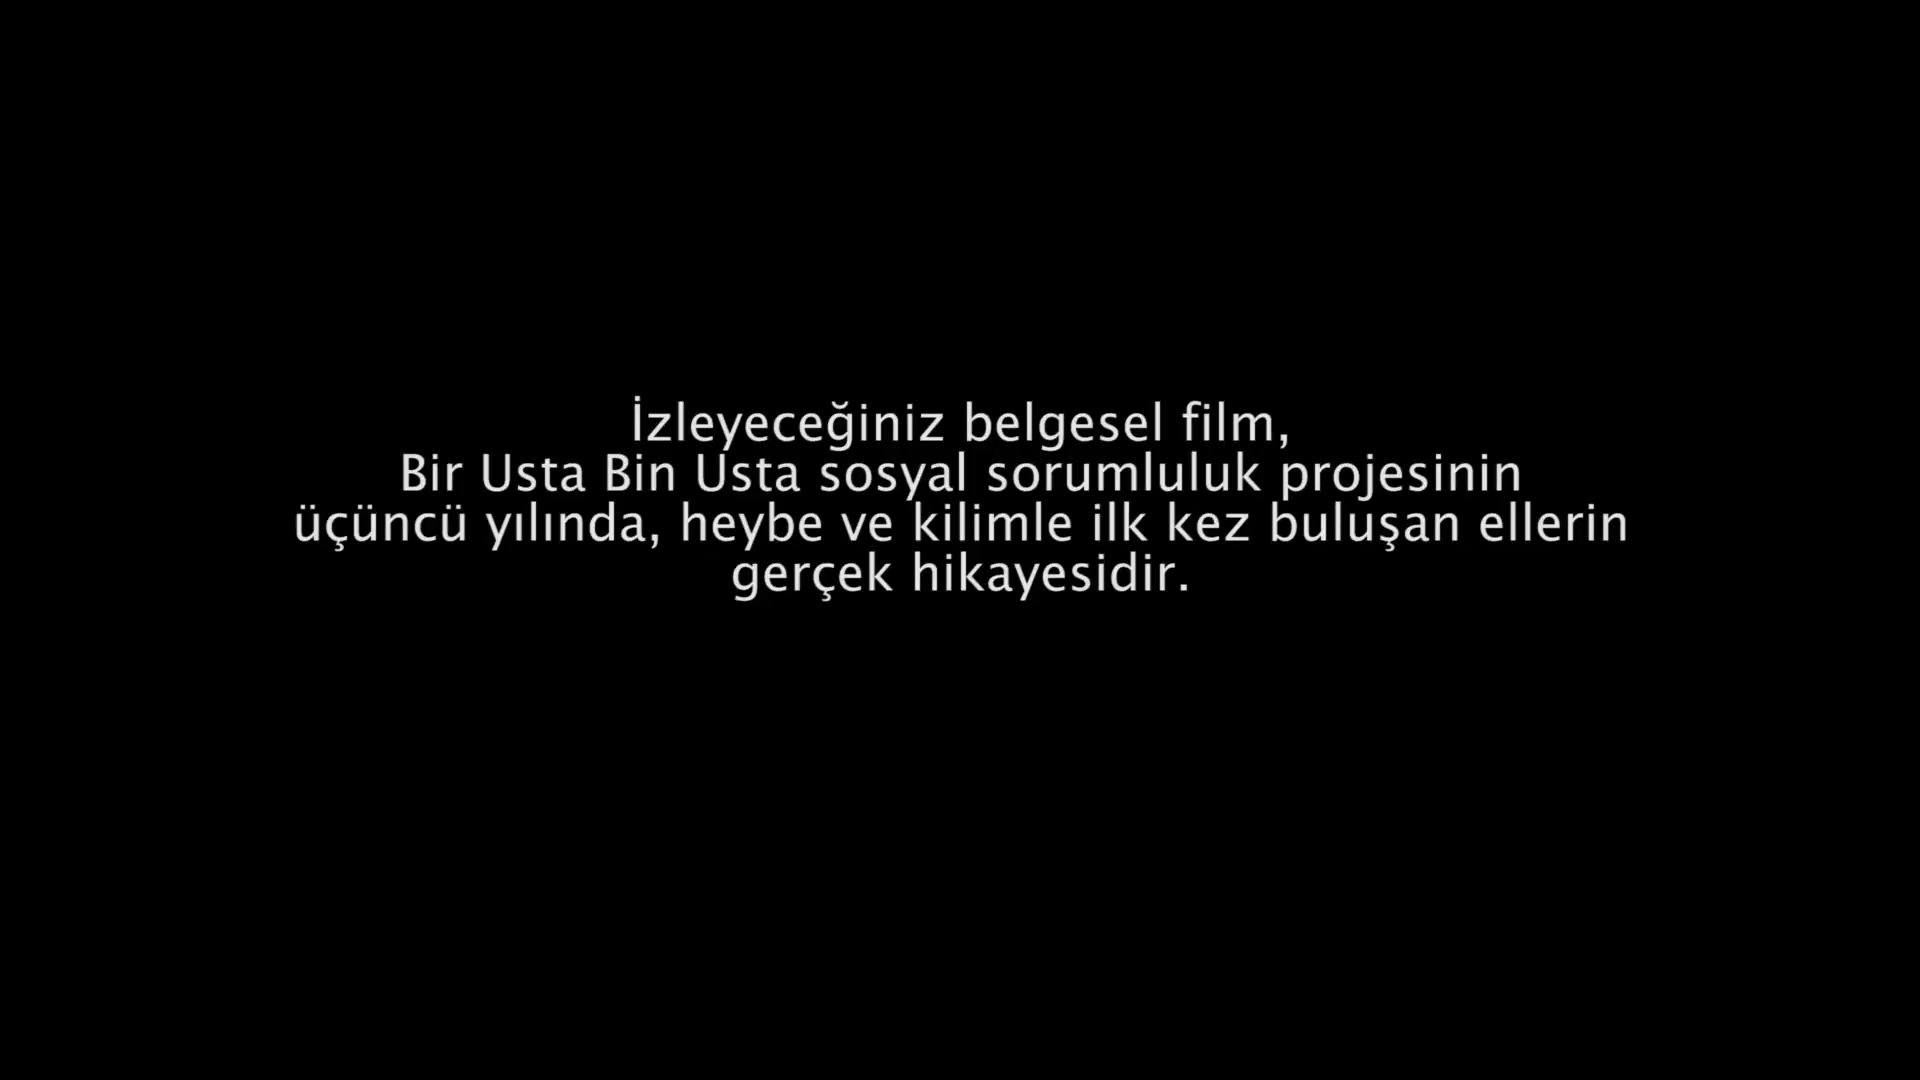 İzleyeceğiniz belgesel film,
Bir Usta Bin Usta sosyal sorumluluk projesinin
üçüncü yılında, heybe ve kilimle ilk kez buluşan ellerin
gerçek hikayesidir.